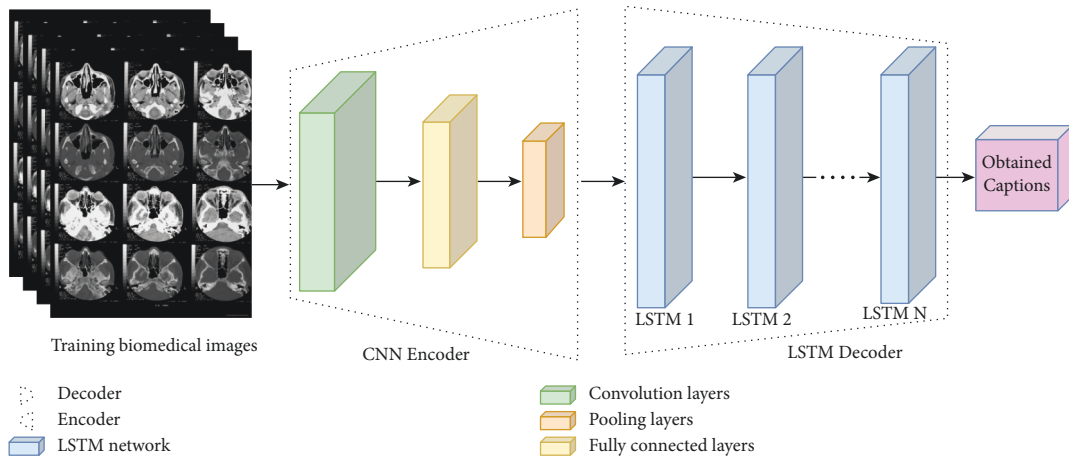 Obtained
Captions
LSTM 1
LSTM 2
LSTM N
Training biomedical images
CNN Encoder
LSTM Decoder
Decoder
Encoder
LSTM network
Convolution layers
Pooling layers
Fully connected layers